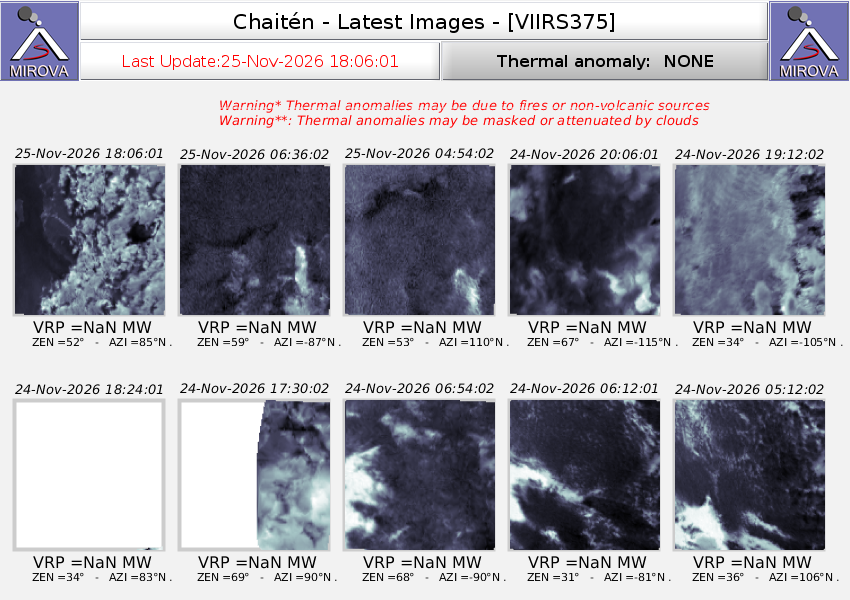 Chaitén - Latest Images - [VIIRS375]
MIROVA
Last Update:25-Nov-2026 18:06:01
Thermal anomaly: NONE
MIROVA
Warning* Thermal anomalies may be due to fires or non-volcanic sources
Warning**: Thermal anomalies may be masked or attenuated by clouds
25-Nov-2026 18:06:01 25-Nov-2026 06:36:02 25-Nov-2026 04:54:02 24-Nov-2026 20:06:01 24-Nov-2026 19:12:02
VRP =NaN MW VRP =NaN MW VRP =NaN MW VRP =NaN MW VRP =NaN MW
ZEN =52° - AZI =85°N . ZEN =59° - AZI =-87°N . ZEN =53° - AZI =110°N . ZEN =67° - AZI =-115°N . ZEN =34° - AZI =-105°N .
24-Nov-2026 18:24:01 24-Nov-2026 17:30:02 24-Nov-2026 06:54:02 24-Nov-2026 06:12:01 24-Nov-2026 05:12:02
VRP =NaN MW VRP =NaN MW VRP =NaN MW VRP =NaN MW VRP =NaN MW
ZEN =34° - AZI =83°N . ZEN =69° - AZI =90°N . ZEN =68° - AZI =-90°N . ZEN =31° - AZI =-81°N . ZEN =36° - AZI =106°N .